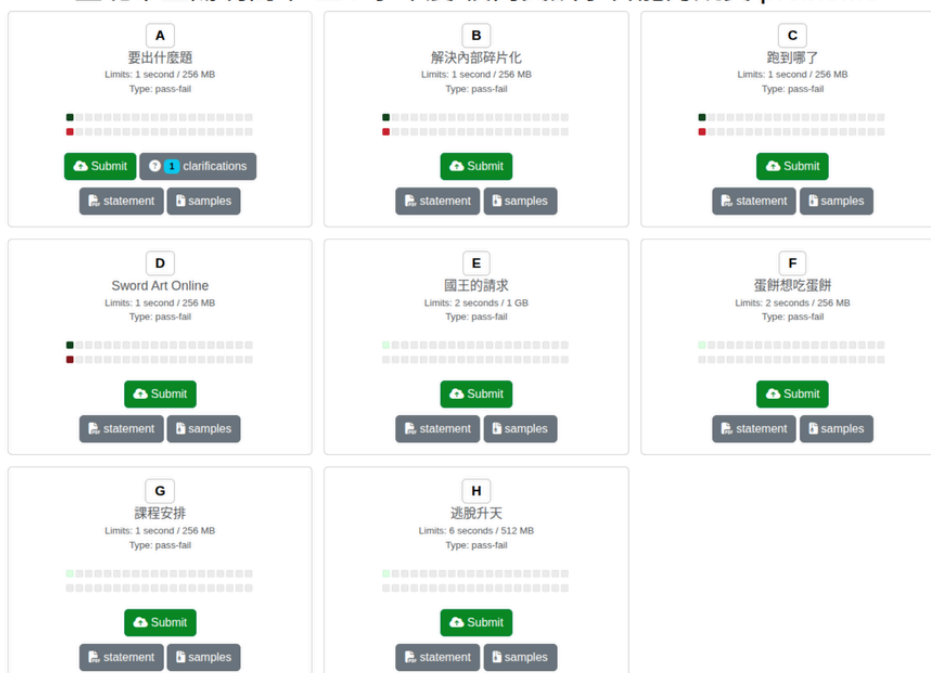 A
要出什麼題
Limits: 1 second / 256 MB
Type: pass-fail
Submit
1 clarifications
statement
samples
B
解決內部碎片化
Limits: 1 second / 256 MB
Type: pass-fail
Submit
statement
samples
C
跑到哪了
Limits: 1 second / 256 MB
Type: pass-fail
Submit
statement
samples
D
Sword Art Online
Limits: 1 second / 256 MB
Type: pass-fail
Submit
statement
samples
E
國王的請求
Limits: 2 seconds / 1 GB
Type: pass-fail
Submit
statement
samples
F
蛋餅想吃蛋餅
Limits: 2 seconds / 256 MB
Type: pass-fail
Submit
statement
samples
G
課程安排
Limits: 1 second / 256 MB
Type: pass-fail
Submit
statement
samples
H
逃脫升天
Limits: 6 seconds / 512 MB
Type: pass-fail
Submit
statement
samples